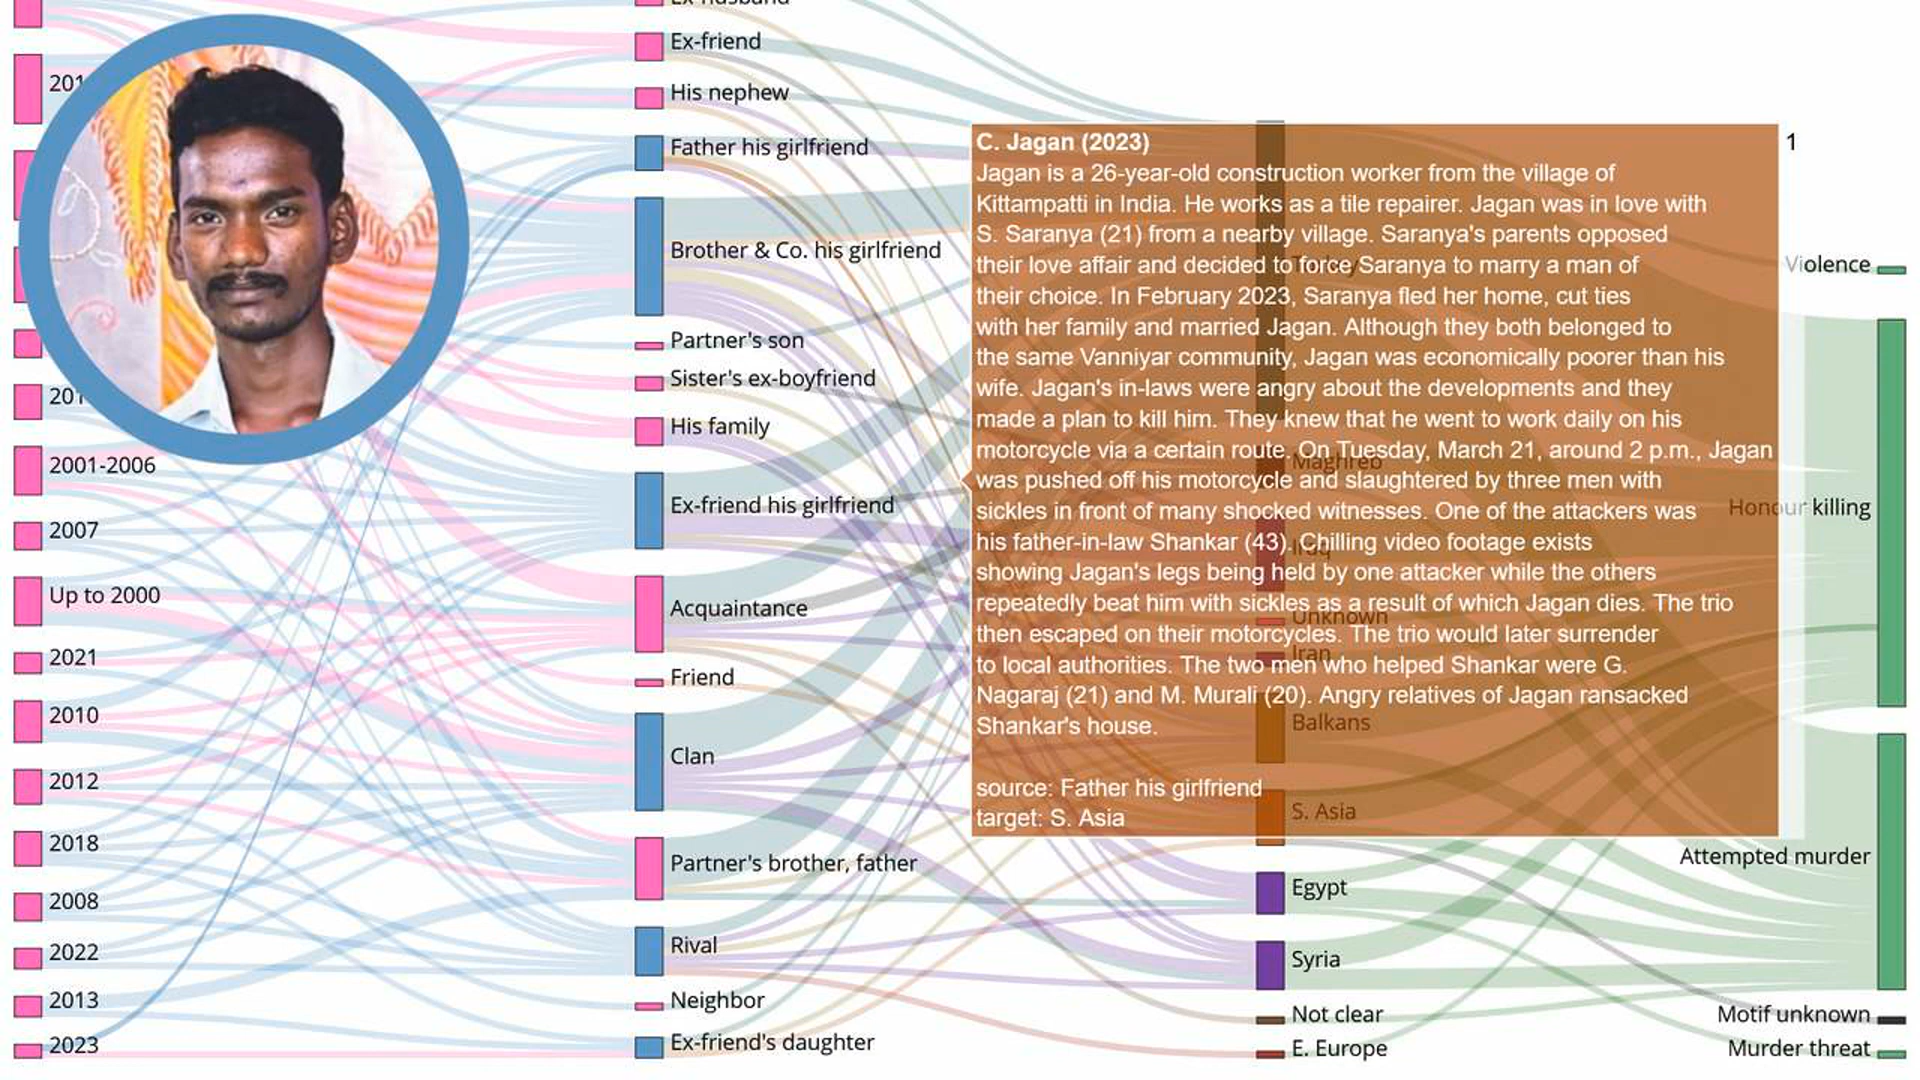 Ex-husband
Ex-friend
His nephew
Father his girlfriend
Brother & Co. his girlfriend
Partner's son
Sister's ex-boyfriend
His family
Ex-friend his girlfriend
Acquaintance
Friend
Clan
Partner's brother, father
Rival
Neighbor
Ex-friend's daughter
201
201
2001-2006
2007
Up to 2000
2021
2010
2012
2018
2008
2022
2013
2023
C. Jagan (2023)
Jagan is a 26-year-old construction worker from the village of
Kittampatti in India. He works as a tile repairer. Jagan was in love with
S. Saranya (21) from a nearby village. Saranya's parents opposed
their love affair and decided to force Saranya to marry a man of
their choice. In February 2023, Saranya fled her home, cut ties
with her family and married Jagan. Although they both belonged to
the same Vanniyar community, Jagan was economically poorer than his
wife. Jagan's in-laws were angry about the developments and they
made a plan to kill him. They knew that he went to work daily on his
motorcycle via a certain route. On Tuesday, March 21, around 2 p.m., Jagan
was pushed off his motorcycle and slaughtered by three men with
sickles in front of many shocked witnesses. One of the attackers was
his father-in-law Shankar (43). Chilling video footage exists
showing Jagan's legs being held by one attacker while the others
repeatedly beat him with sickles as a result of which Jagan dies. The trio
then escaped on their motorcycles. The trio would later surrender
to local authorities. The two men who helped Shankar were G.
Nagaraj (21) and M. Murali (20). Angry relatives of Jagan ransacked
Shankar's house.
source: Father his girlfriend
target: S. Asia
1
Maghreb
Iraq
Unknown
Iran
Balkans
S. Asia
Egypt
Syria
Not clear
E. Europe
Violence
Honour killing
Attempted murder
Motif unknown
Murder threat